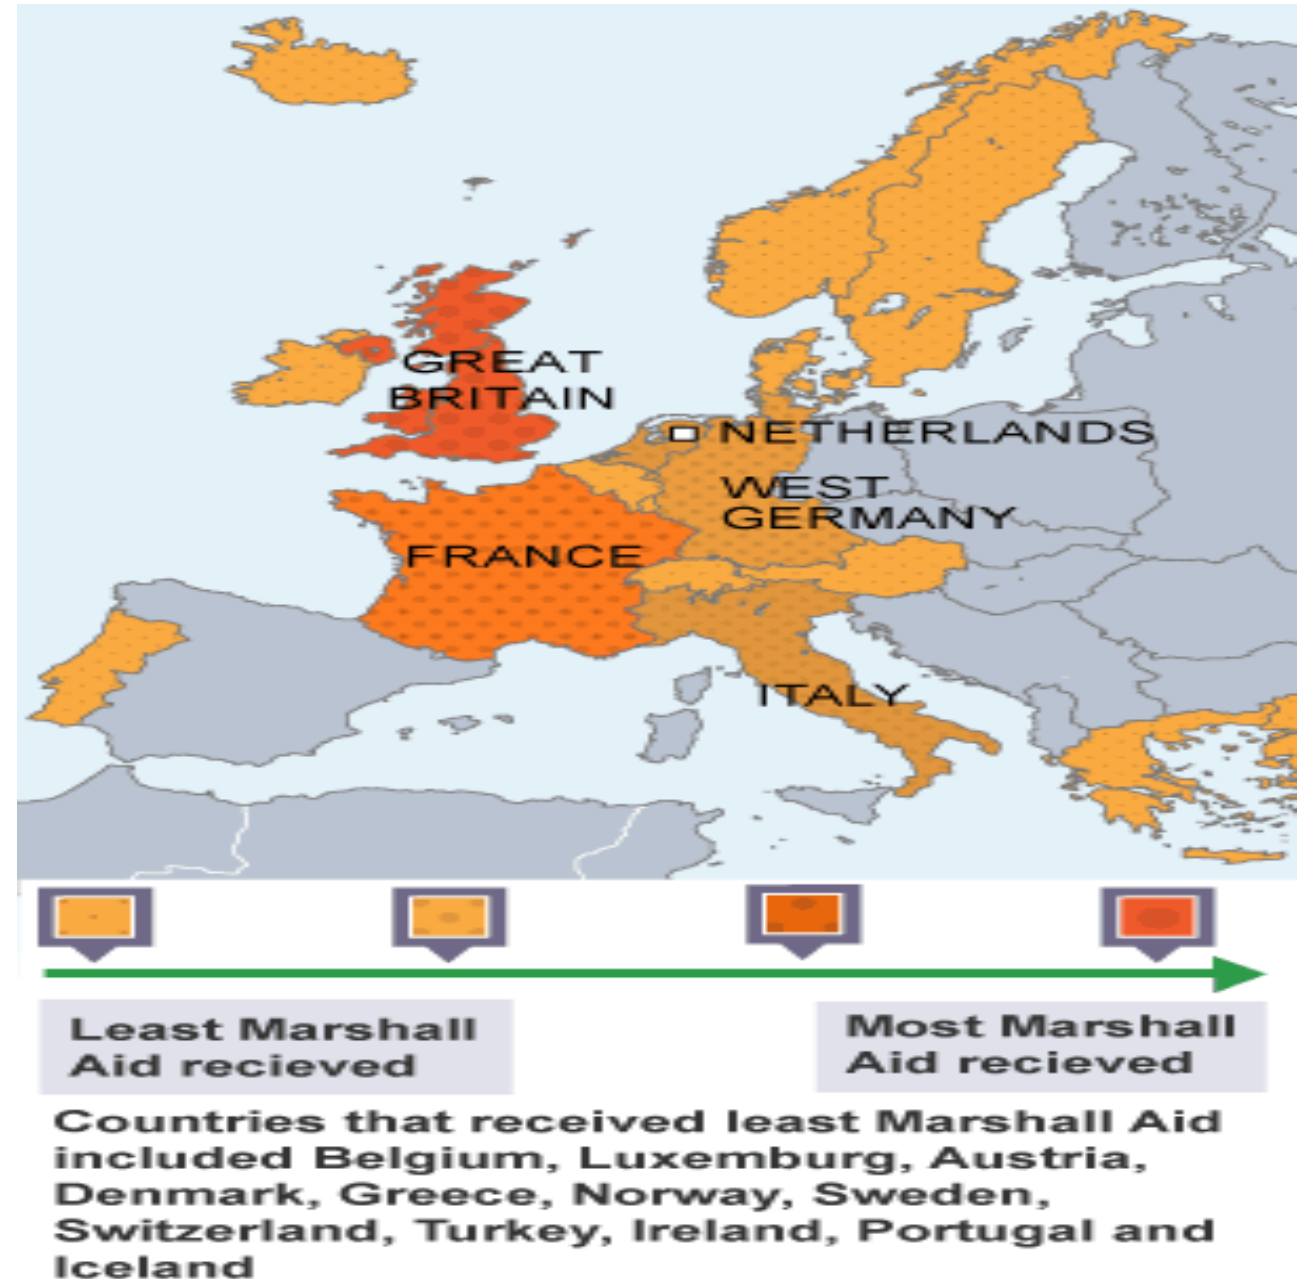 GREAT
BRITAIN
NETHERLANDS
WEST
GERMANY
FRANCE
ITALY
Least Marshall
Aid recieved
Most Marshall
Aid recieved
Countries that received least Marshall Aid
included Belgium, Luxemburg, Austria,
Denmark, Greece, Norway, Sweden,
Switzerland, Turkey, Ireland, Portugal and
Iceland